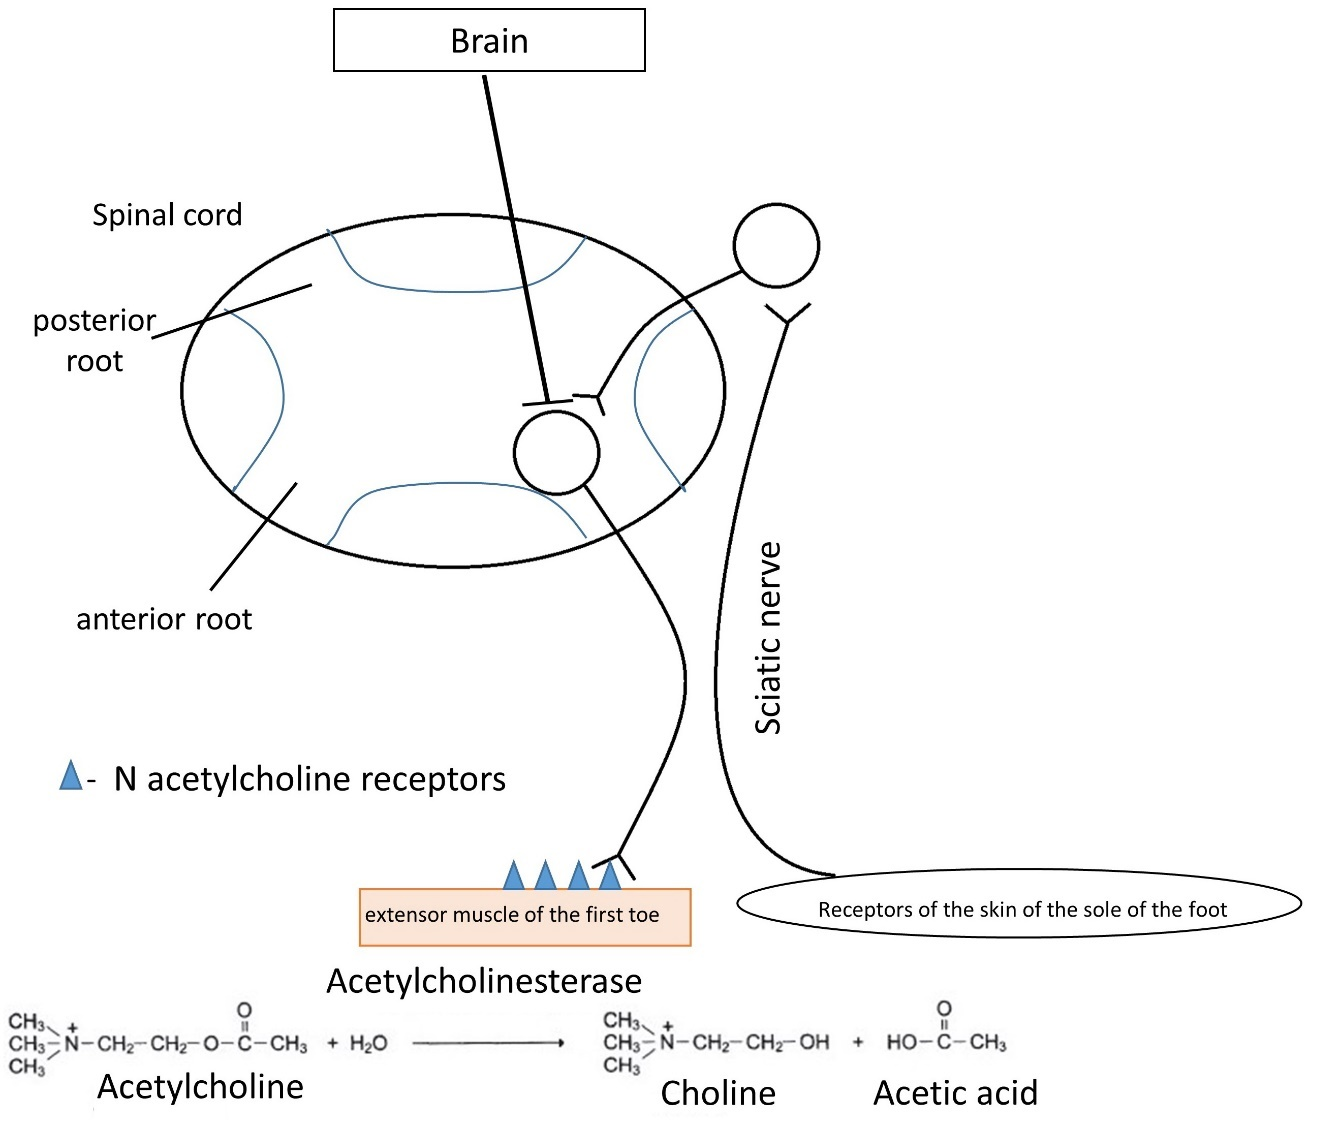 Brain
Spinal cord
posterior
root
anterior root
Sciatic nerve
- N acetylcholine receptors
extensor muscle of the first toe
Receptors of the skin of the sole of the foot
Acetylcholinesterase
CH₃
CH₃-N⁺-CH₂-CH₂-O-C(=O)-CH₃ + H₂O → CH₃-N⁺-CH₂-CH₂-OH + HO-C(=O)-CH₃
CH₃
CH₃
CH₃
Acetylcholine
Choline
Acetic acid